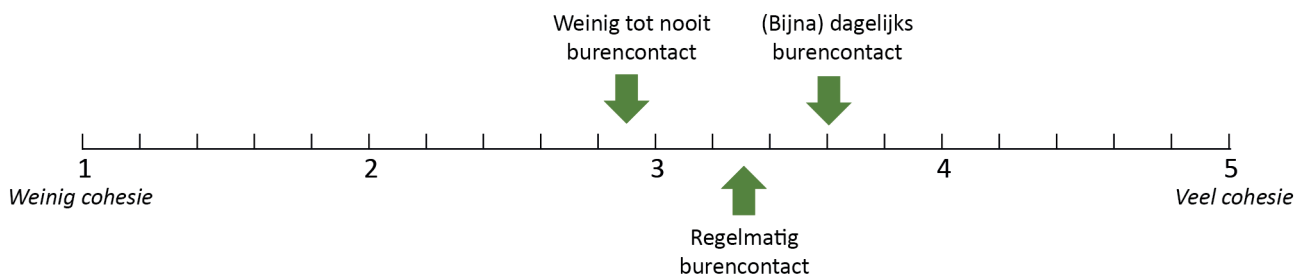 Weinig tot nooit
burencontact
(Bijna) dagelijks
burencontact
1
2
3
4
5
Weinig cohesie
Veel cohesie
Regelmatig
burencontact